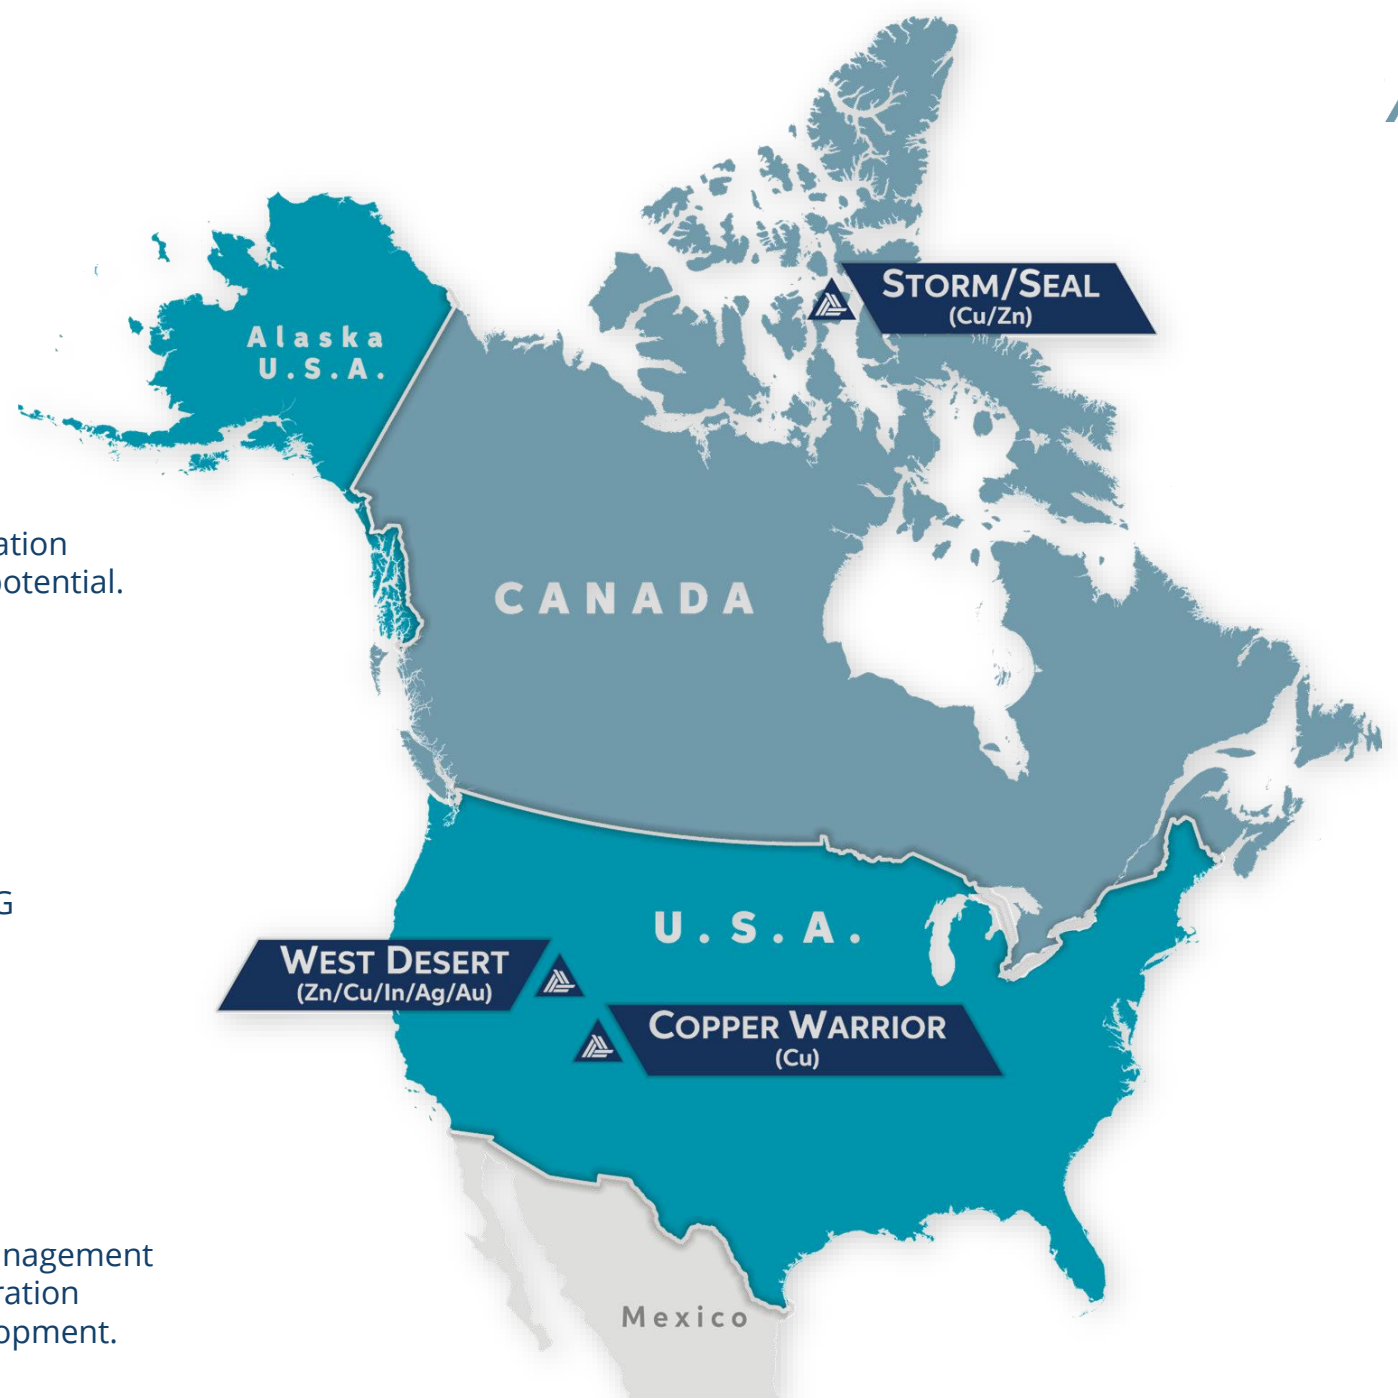 STORM/SEAL
(Cu/Zn)
Alaska
U.S.A.
ation
potential.
CANADA
G
U.S.A.
WEST DESERT
(Zn/Cu/In/Ag/Au)
COPPER WARRIOR
(Cu)
nagement
ration
opment.
Mexico